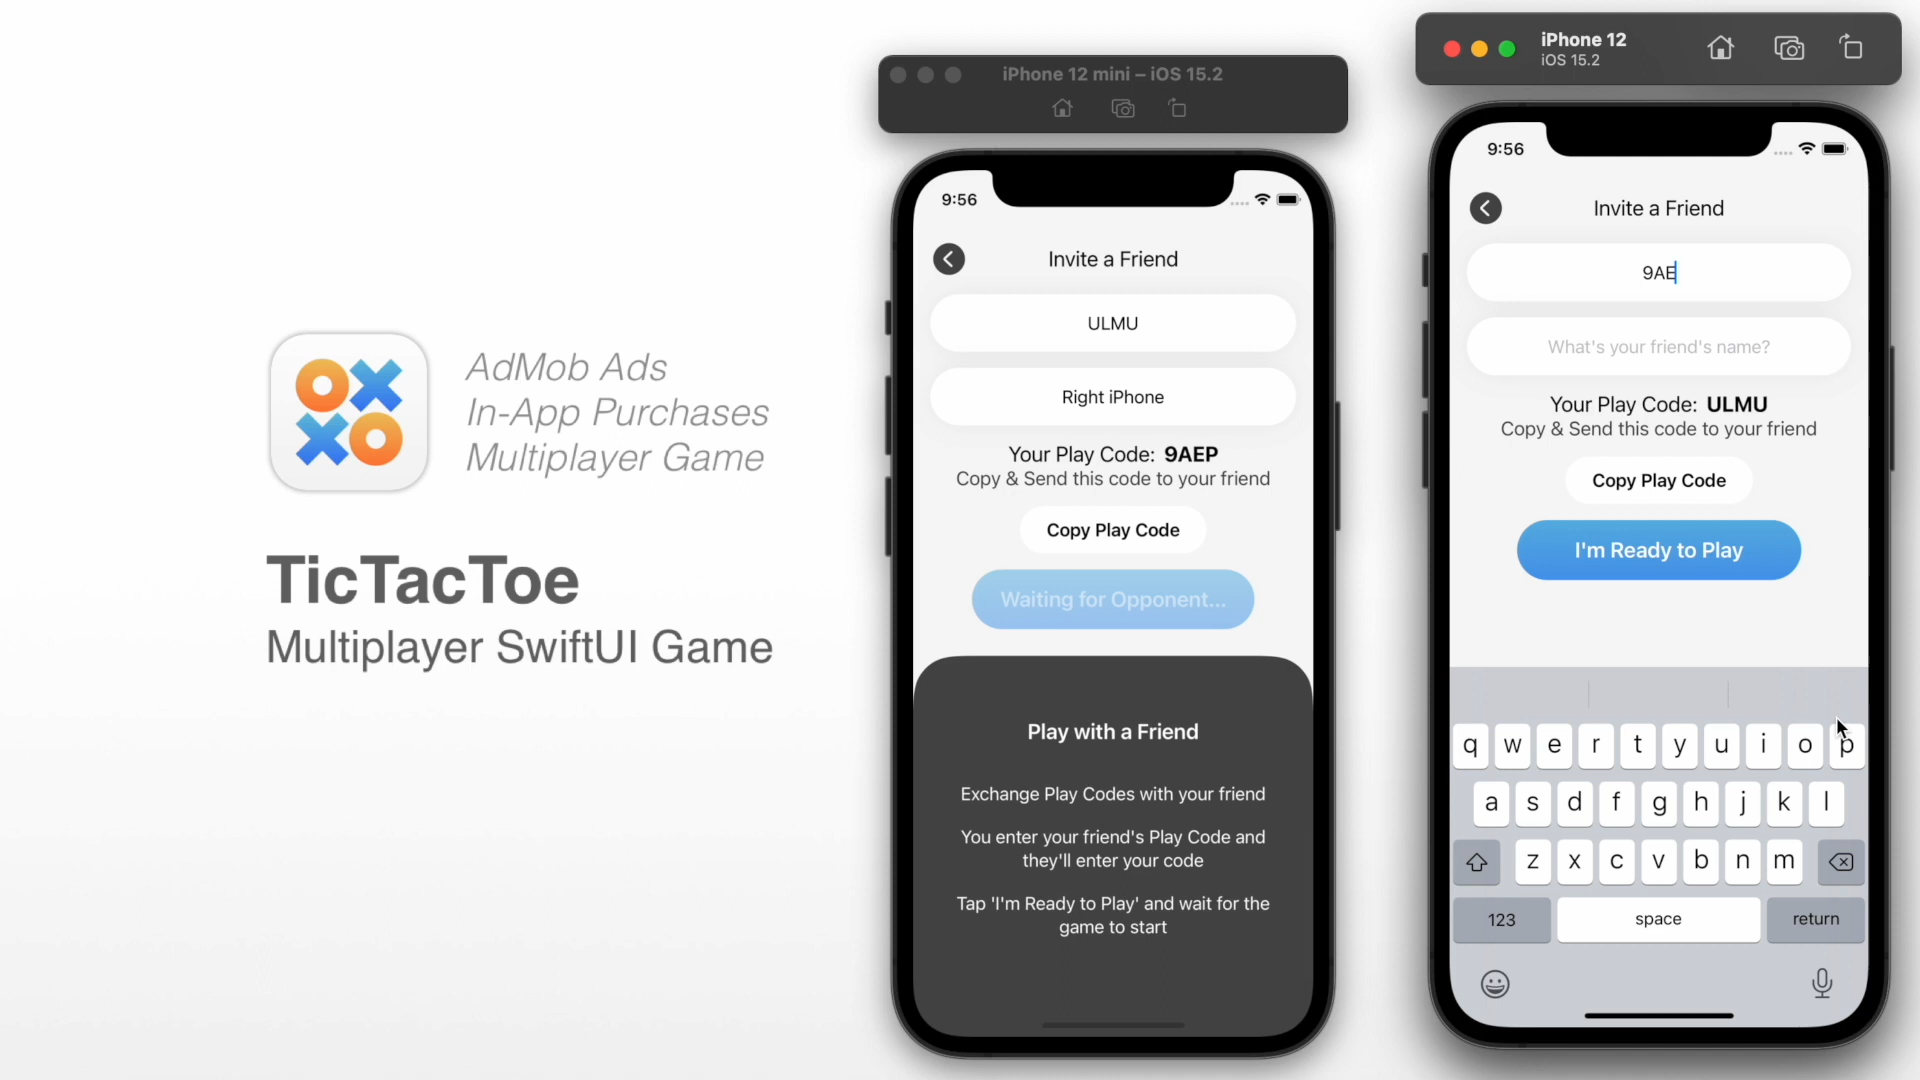 AdMob Ads
In-App Purchases
Multiplayer Game
TicTacToe
Multiplayer SwiftUI Game
iPhone 12 mini – iOS 15.2
9:56
Invite a Friend
ULMU
Right iPhone
Your Play Code: 9AEP
Copy & Send this code to your friend
Copy Play Code
Waiting for Opponent...
Play with a Friend
Exchange Play Codes with your friend
You enter your friend's Play Code and
they'll enter your code
Tap 'I'm Ready to Play' and wait for the
game to start
iPhone 12
iOS 15.2
9:56
Invite a Friend
9AE
What's your friend's name?
Your Play Code: ULMU
Copy & Send this code to your friend
Copy Play Code
I'm Ready to Play
q w e r t y u i o p
a s d f g h j k l
z x c v b n m
123 space return